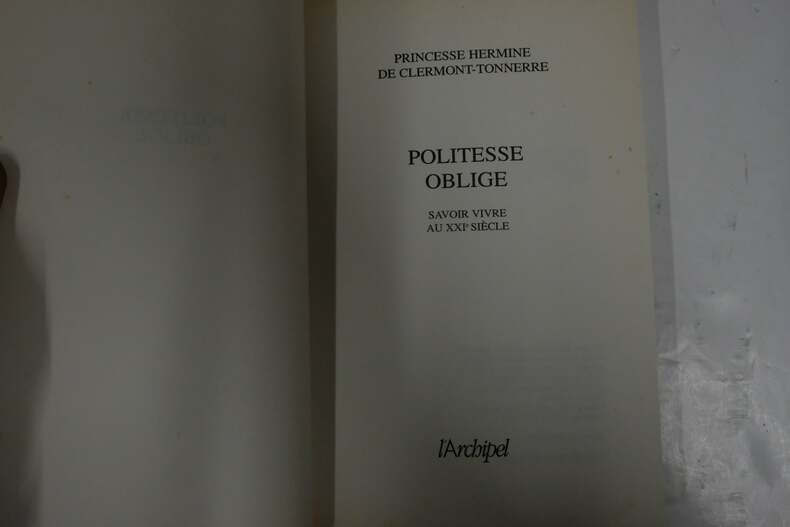 PRINCESSE HERMINE
DE CLERMONT-TONNERRE
POLITESSE
OBLIGE
SAVOIR VIVRE
AU XXIe SIÈCLE
l'Archipel